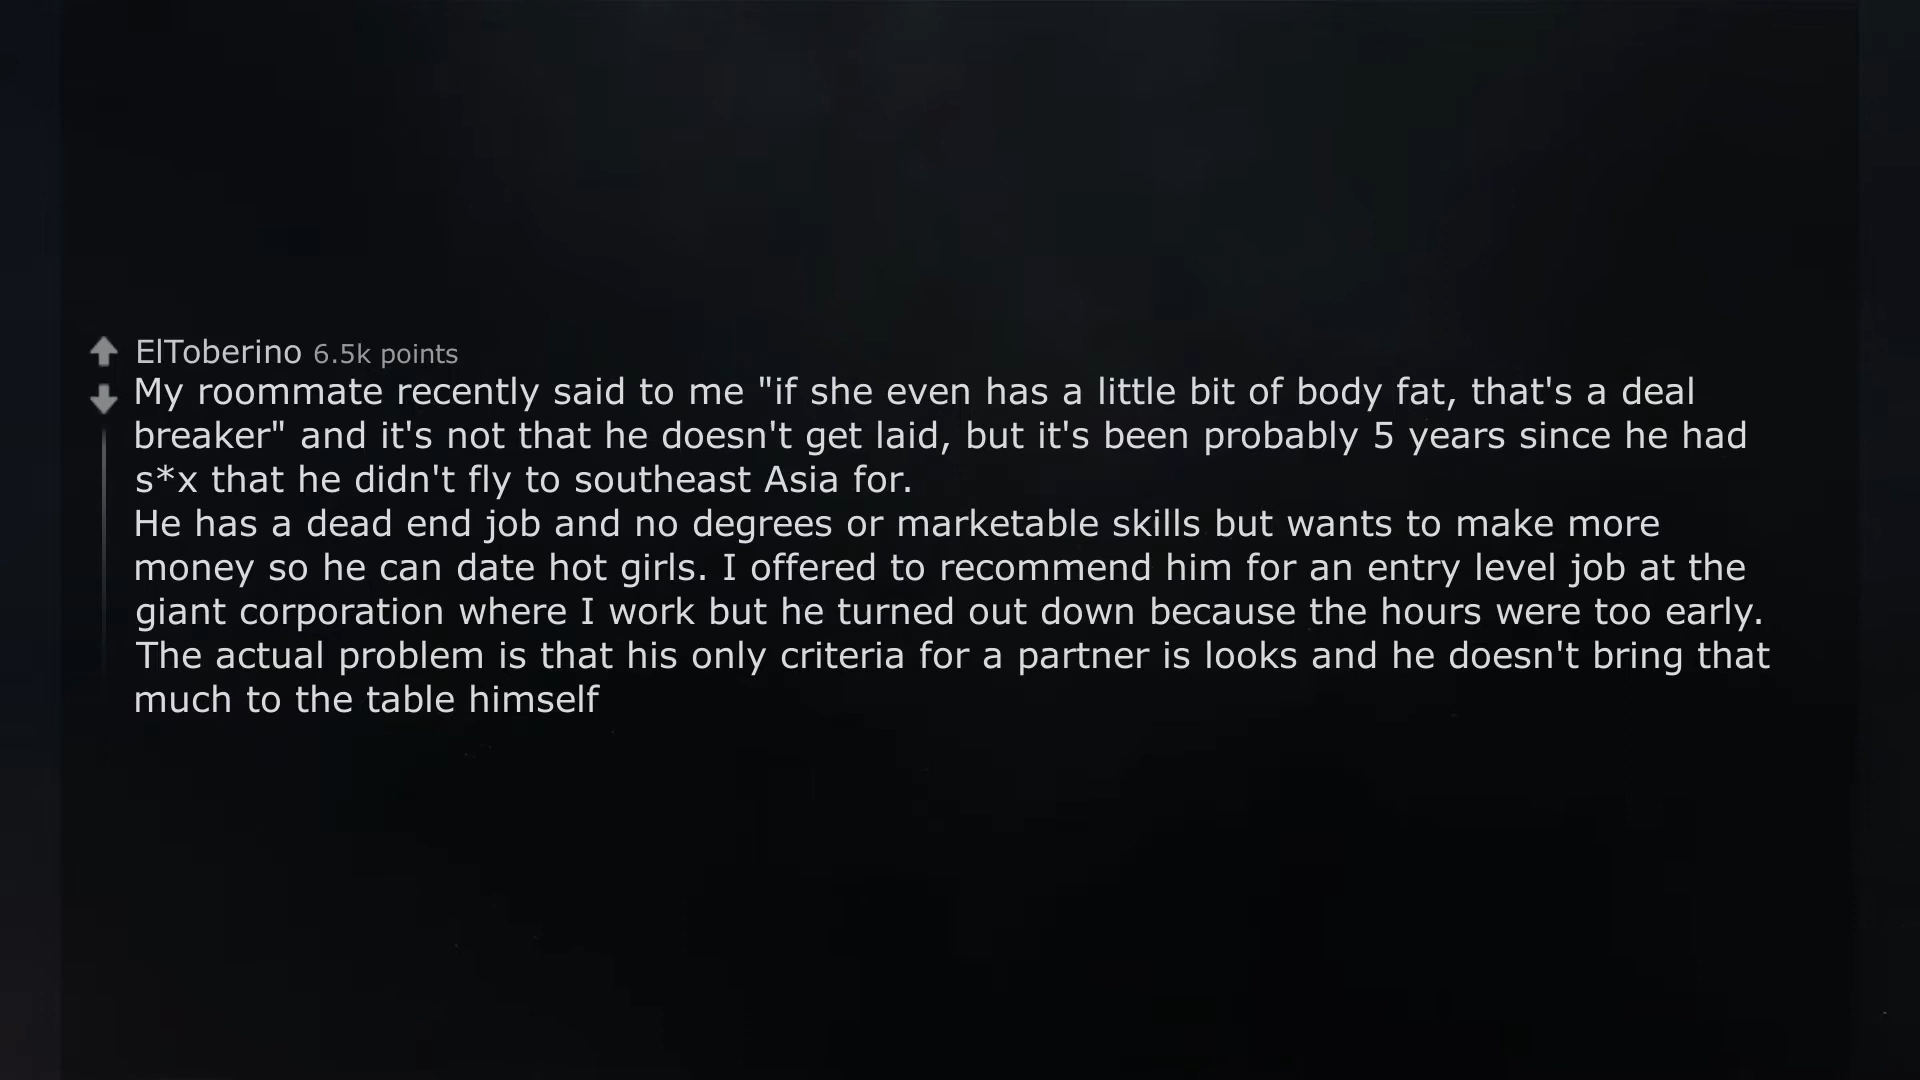 ElToberino 6.5k points
My roommate recently said to me "if she even has a little bit of body fat, that's a deal
breaker" and it's not that he doesn't get laid, but it's been probably 5 years since he had
s*x that he didn't fly to southeast Asia for.
He has a dead end job and no degrees or marketable skills but wants to make more
money so he can date hot girls. I offered to recommend him for an entry level job at the
giant corporation where I work but he turned out down because the hours were too early.
The actual problem is that his only criteria for a partner is looks and he doesn't bring that
much to the table himself